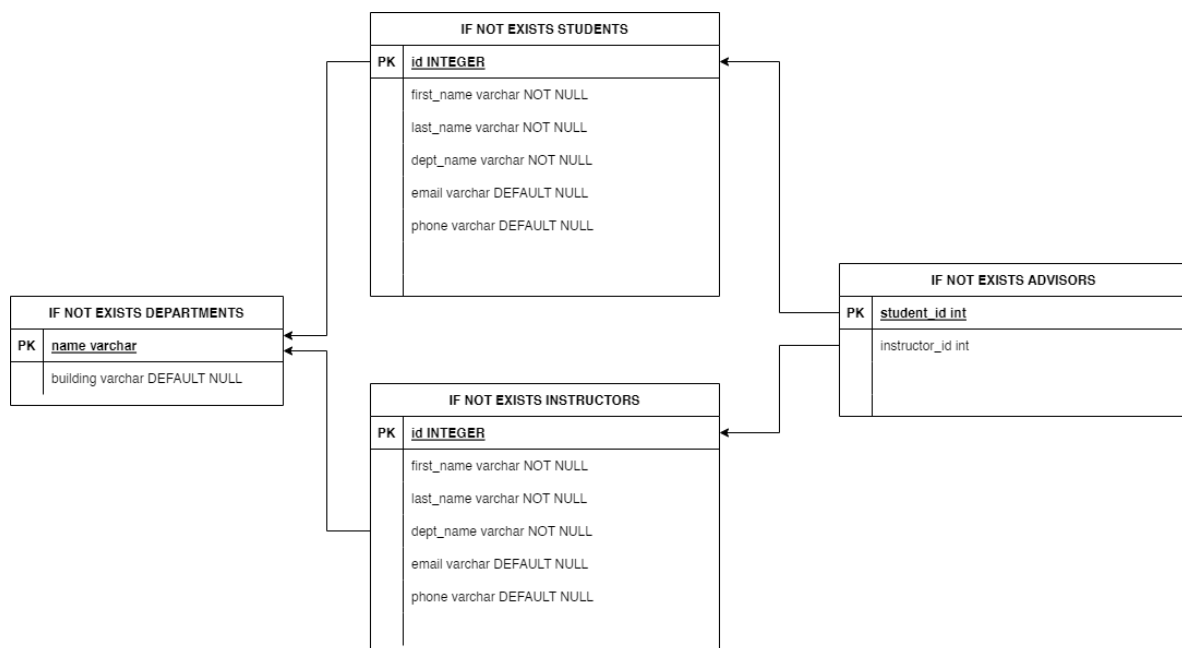 IF NOT EXISTS STUDENTS
PK id INTEGER
first_name varchar NOT NULL
last_name varchar NOT NULL
dept_name varchar NOT NULL
email varchar DEFAULT NULL
phone varchar DEFAULT NULL
IF NOT EXISTS DEPARTMENTS
PK name varchar
building varchar DEFAULT NULL
IF NOT EXISTS INSTRUCTORS
PK id INTEGER
first_name varchar NOT NULL
last_name varchar NOT NULL
dept_name varchar NOT NULL
email varchar DEFAULT NULL
phone varchar DEFAULT NULL
IF NOT EXISTS ADVISORS
PK student_id int
instructor_id int